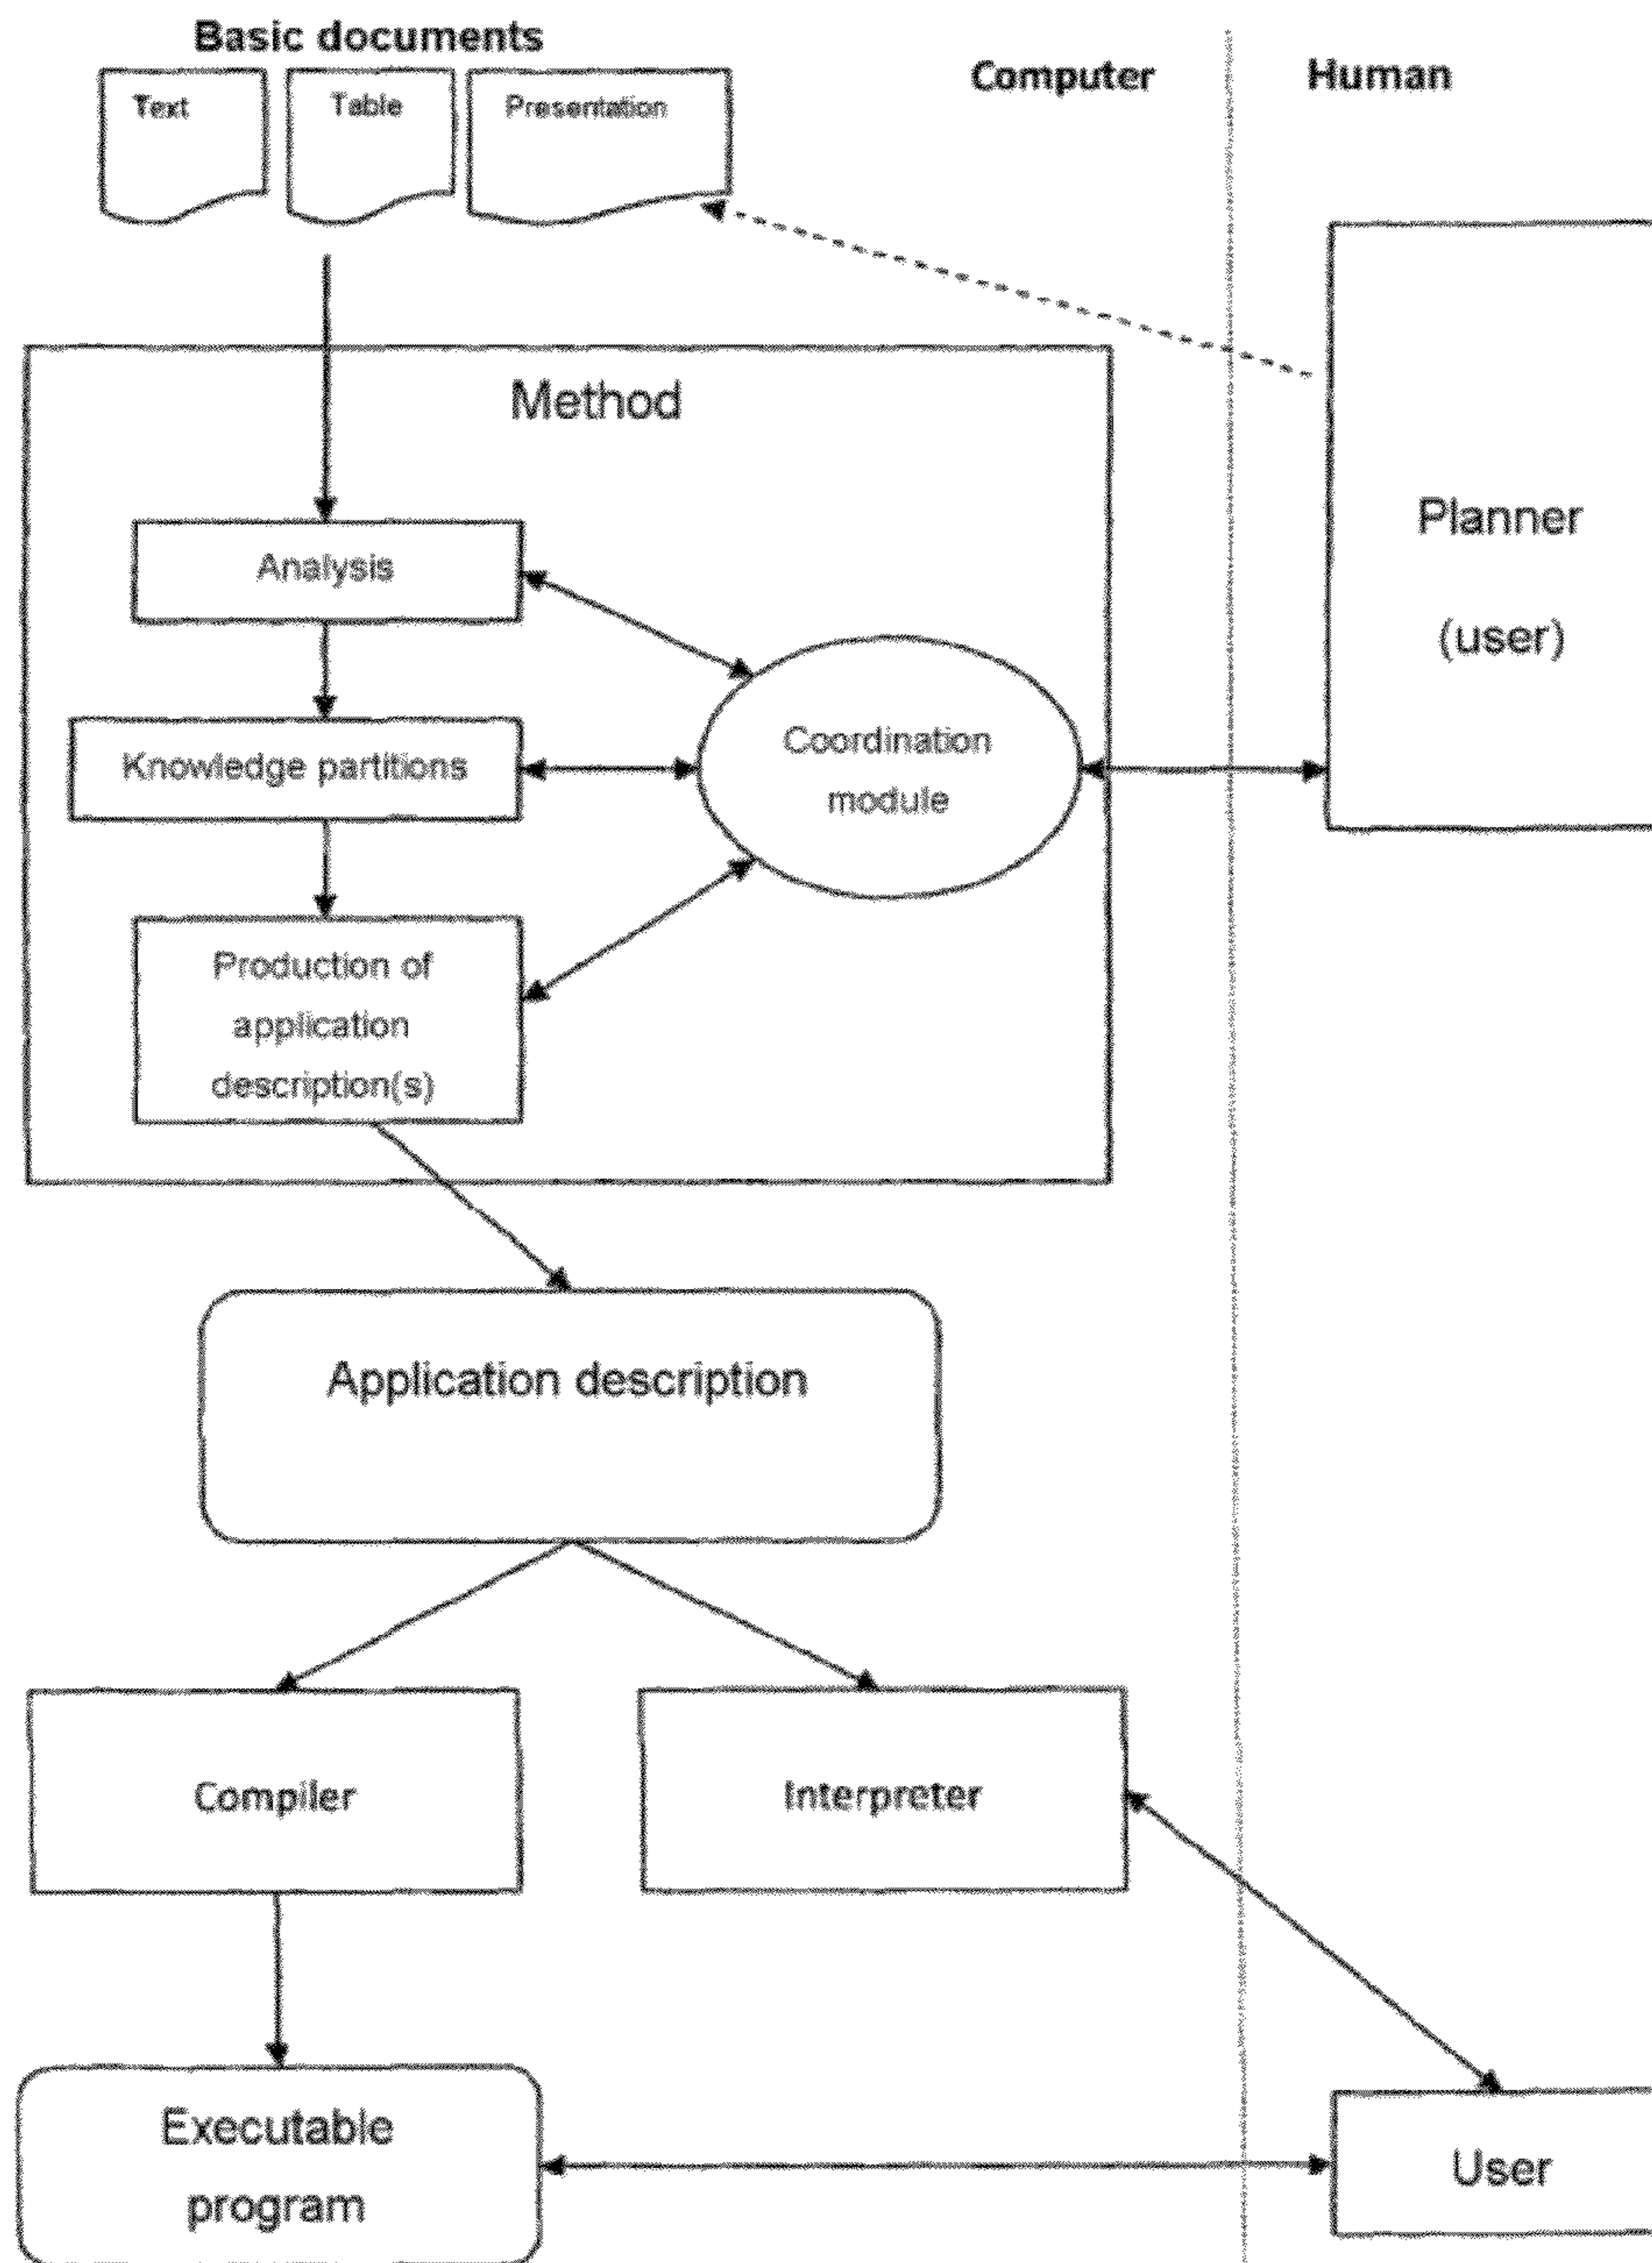 Basic documents
Computer
Human
Text
Table
Presentation
Method
Planner
(user)
Analysis
Knowledge partitions
Coordination
module
Production of
application
description(s)
Application description
Compiler
Interpreter
Executable
program
User